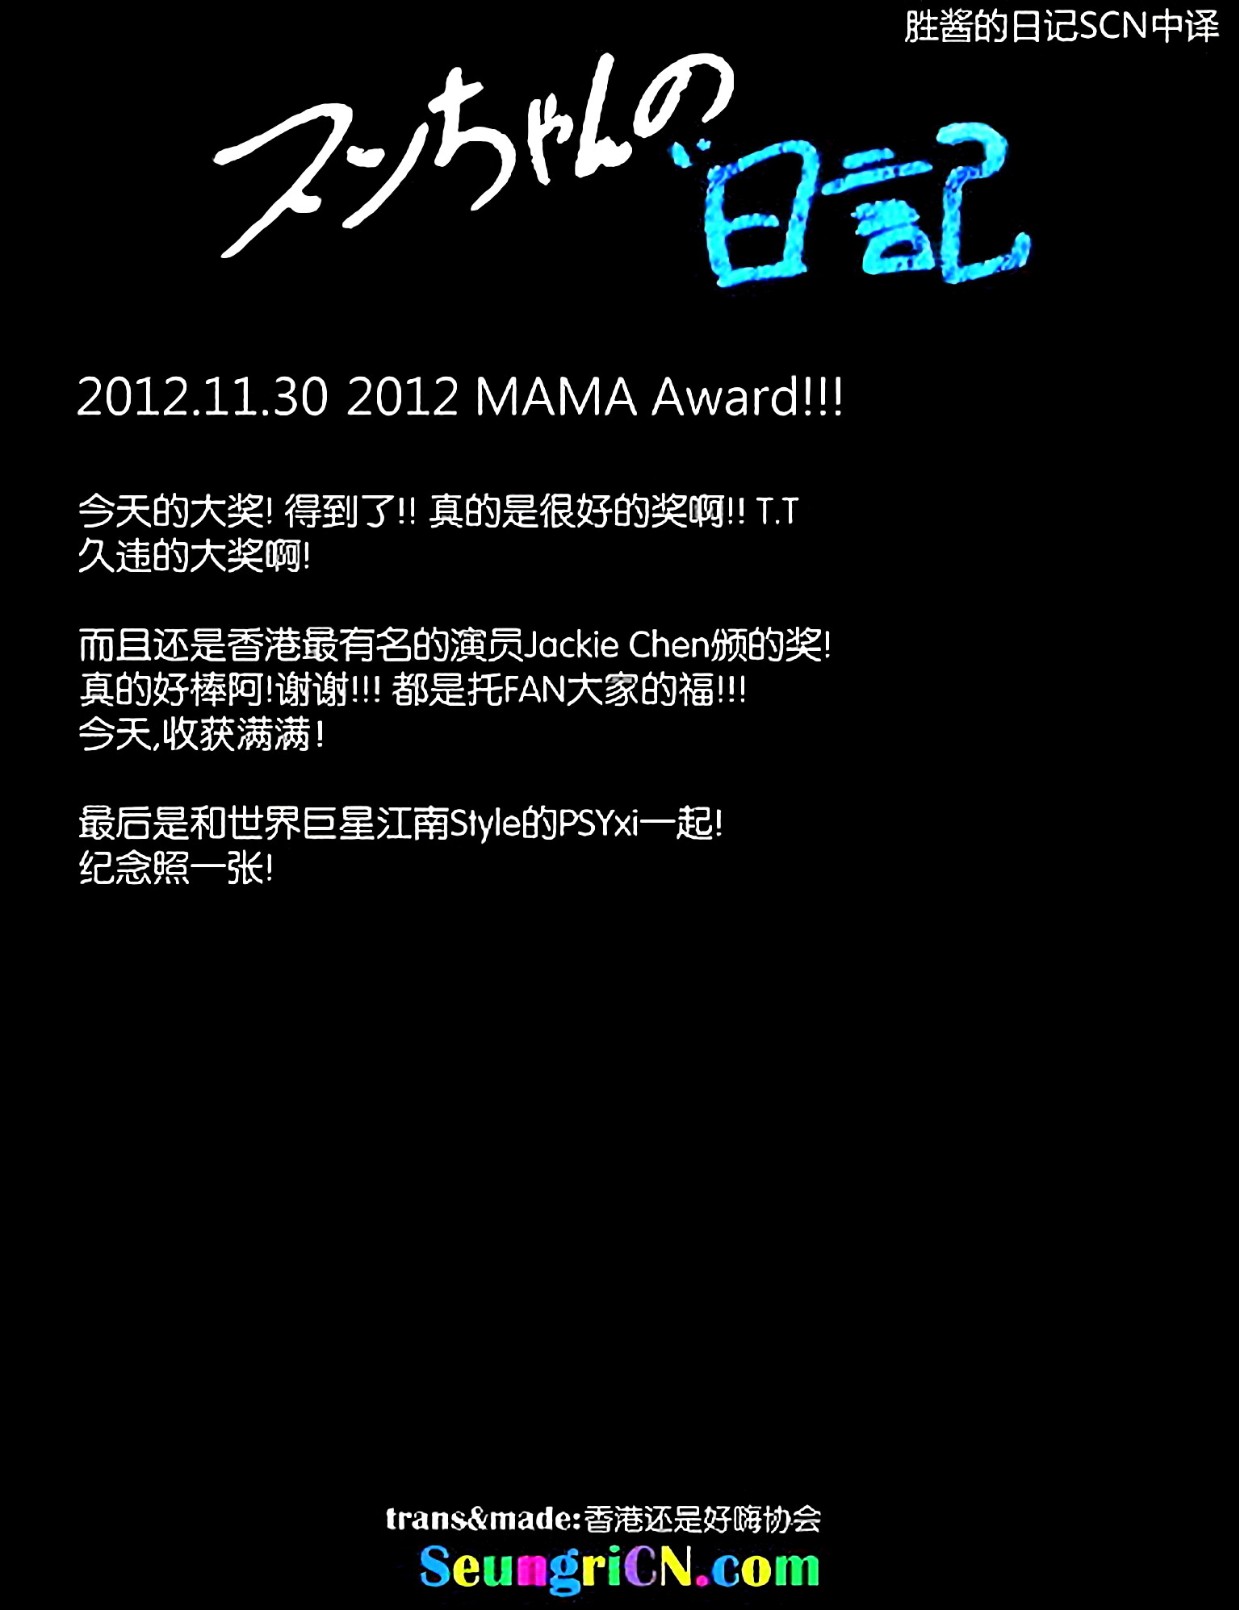 胜酱的日记SCN中译
スンちゃんの
日記
2012.11.30 2012 MAMA Award!!!
今天的大奖! 得到了!! 真的是很好的奖啊!! T.T
久违的大奖啊!
而且还是香港最有名的演员Jackie Chen颁的奖!
真的好棒阿!谢谢!!! 都是托FAN大家的福!!!
今天,收获满满!
最后是和世界巨星江南Style的PSYxi一起!
纪念照一张!
trans&made:香港还是好嗨协会
SeungriCN.com